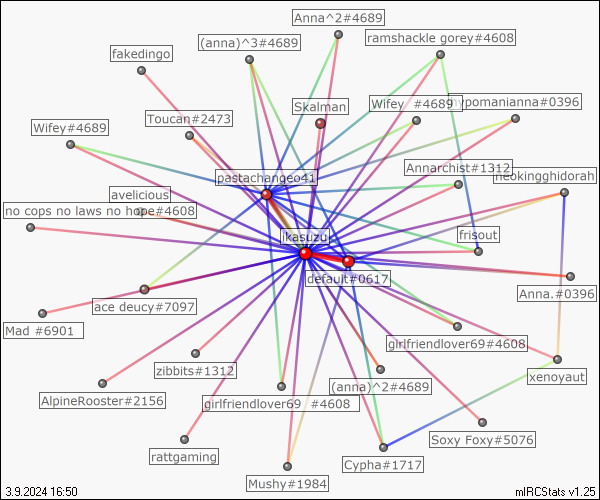 Anna^2#4689
(anna)^3#4689
ramshackle gorey#4608
fakedingo
Skalman
Wifey #4689
hypomanianna#0396
Toucan#2473
Wifey#4689
Annarchist#1312
pastachangeo41
neokingghidorah
avelicious
no cops no laws no hope#4608
frisout
ikasuzu
default#0617
Anna.#0396
ace deucy#7097
Mad #6901
girlfriendlover69#4608
zibbits#1312
xenoyaut
(anna)^2#4689
AlpineRooster#2156
girlfriendlover69 #4608
Soxy Foxy#5076
rattgaming
Cypha#1717
Mushy#1984
3.9.2024 16:50
mIRCStats v1.25